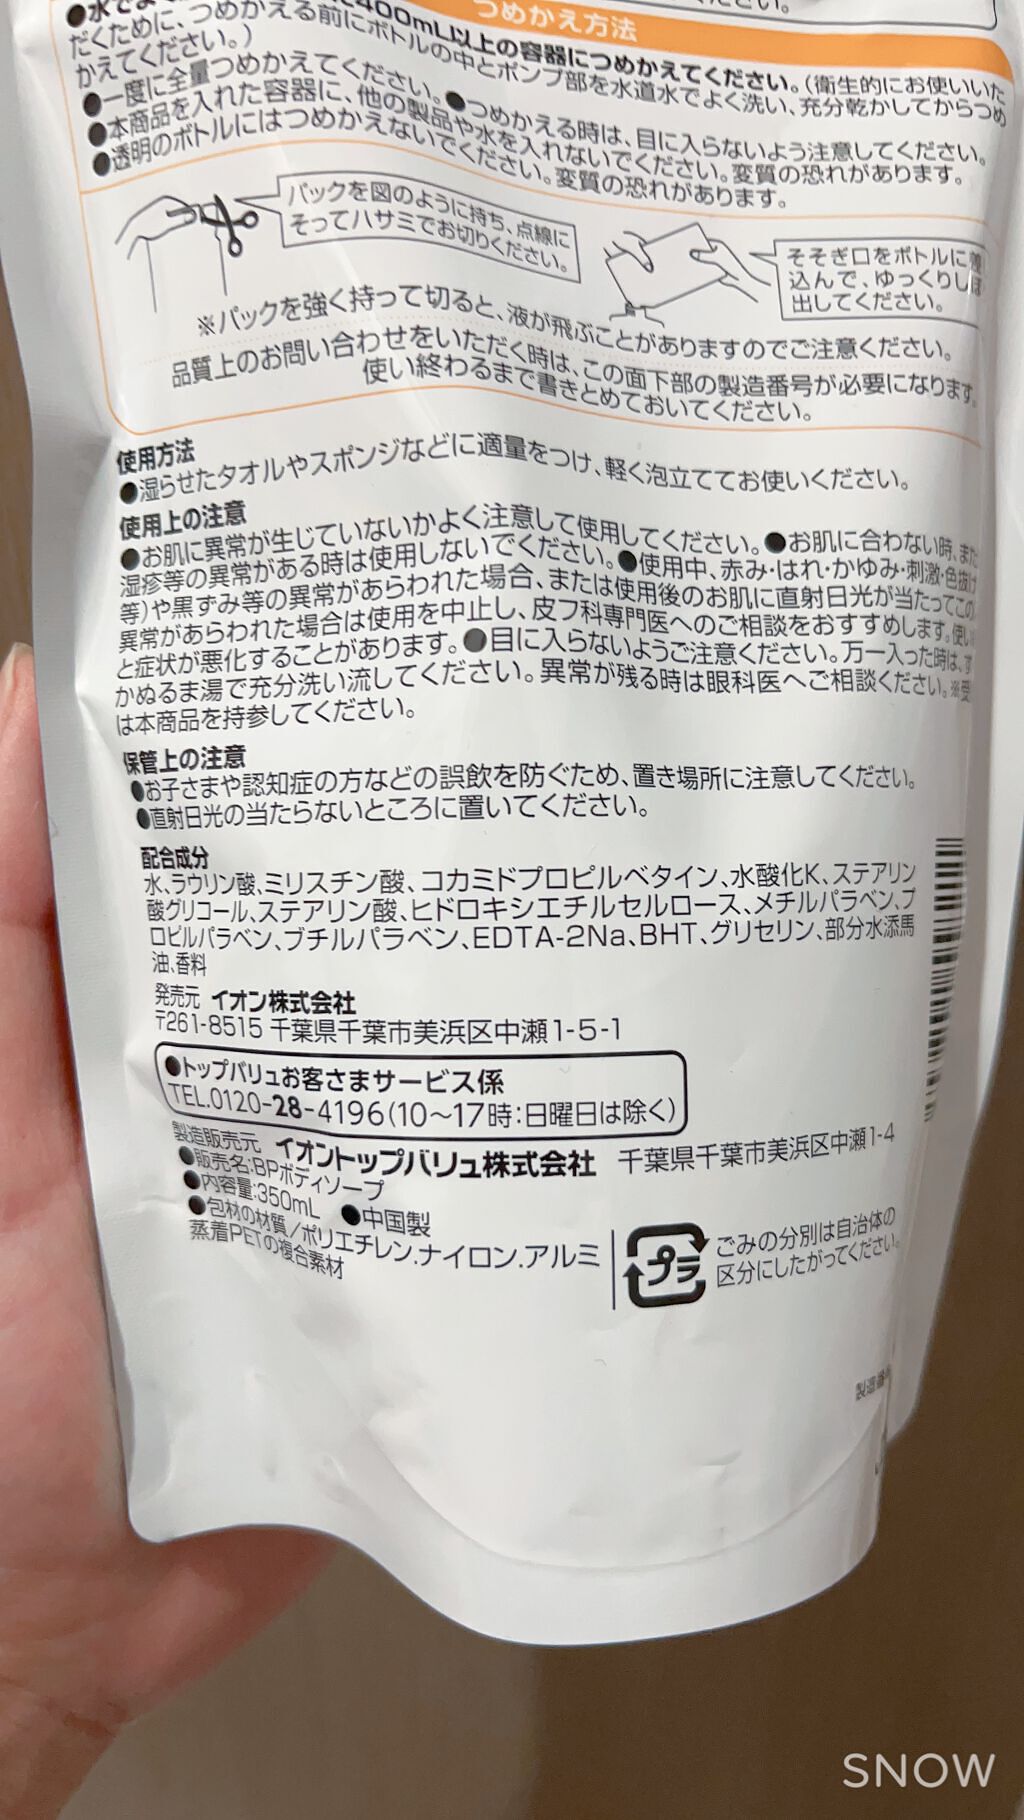 ください。
つめかえ方法
400mL以上の容器につめかえてください。(衛生的にお使いいた
だくために、つめかえる前にボトルの中とポンプ部を水道水でよく洗い、充分乾かしてからつめ
かえてください。)
●一度に全量つめかえてください。●つめかえる時は、目に入らないよう注意してください。
●本商品を入れた容器に、他の製品や水を入れないでください。変質の恐れがあります。
●透明のボトルにはつめかえないでください。変質の恐れがあります。
パックを図のように持ち、点線に
そってハサミでお切りください。
そそぎ口をボトルに
込んで、ゆっくりし
出してください。
※パックを強く持って切ると、液が飛ぶことがありますのでご注意ください。
品質上のお問い合わせをいただく時は、この面下部の製造番号が必要になります。
使い終わるまで書きとめておいてください。
使用方法
●湿らせたタオルやスポンジなどに適量をつけ、軽く泡立ててお使いください。
使用上の注意
●お肌に異常が生じていないかよく注意して使用してください。●お肌に合わない時、また
湿疹等の異常がある時は使用しないでください。●使用中、赤み・はれ・かゆみ・刺激・色抜け
等)や黒ずみ等の異常があらわれた場合、または使用後のお肌に直射日光が当たってこの
異常があらわれた場合は使用を中止し、皮フ科専門医へのご相談をおすすめします。使い
と症状が悪化することがあります。●目に入らないようご注意ください。万一入った時は、す
かぬるま湯で充分洗い流してください。異常が残る時は眼科医へご相談ください。※受
は本商品を持参してください。
保管上の注意
●お子さまや認知症の方などの誤飲を防ぐため、置き場所に注意してください。
●直射日光の当たらないところに置いてください。
配合成分
水、ラウリン酸、ミリスチン酸、コカミドプロピルベタイン、水酸化K、ステアリン
酸グリコール、ステアリン酸、ヒドロキシエチルセルロース、メチルパラベン、プ
ロピルパラベン、ブチルパラベン、EDTA-2Na、BHT、グリセリン、部分水添馬
油、香料
発売元 イオン株式会社
〒261-8515 千葉県千葉市美浜区中瀬1-5-1
●トップバリュお客さまサービス係
TEL.0120-28-4196(10～17時:日曜日は除く)
製造販売元 イオントップバリュ株式会社 千葉県千葉市美浜区中瀬1-4
●販売名:BPボディソープ
●内容量:350mL ●中国製
●包材の材質/ポリエチレン.ナイロン.アルミ
蒸着PETの複合素材
プラ
ごみの分別は自治体の
区分にしたがってください。
製造番
SNOW